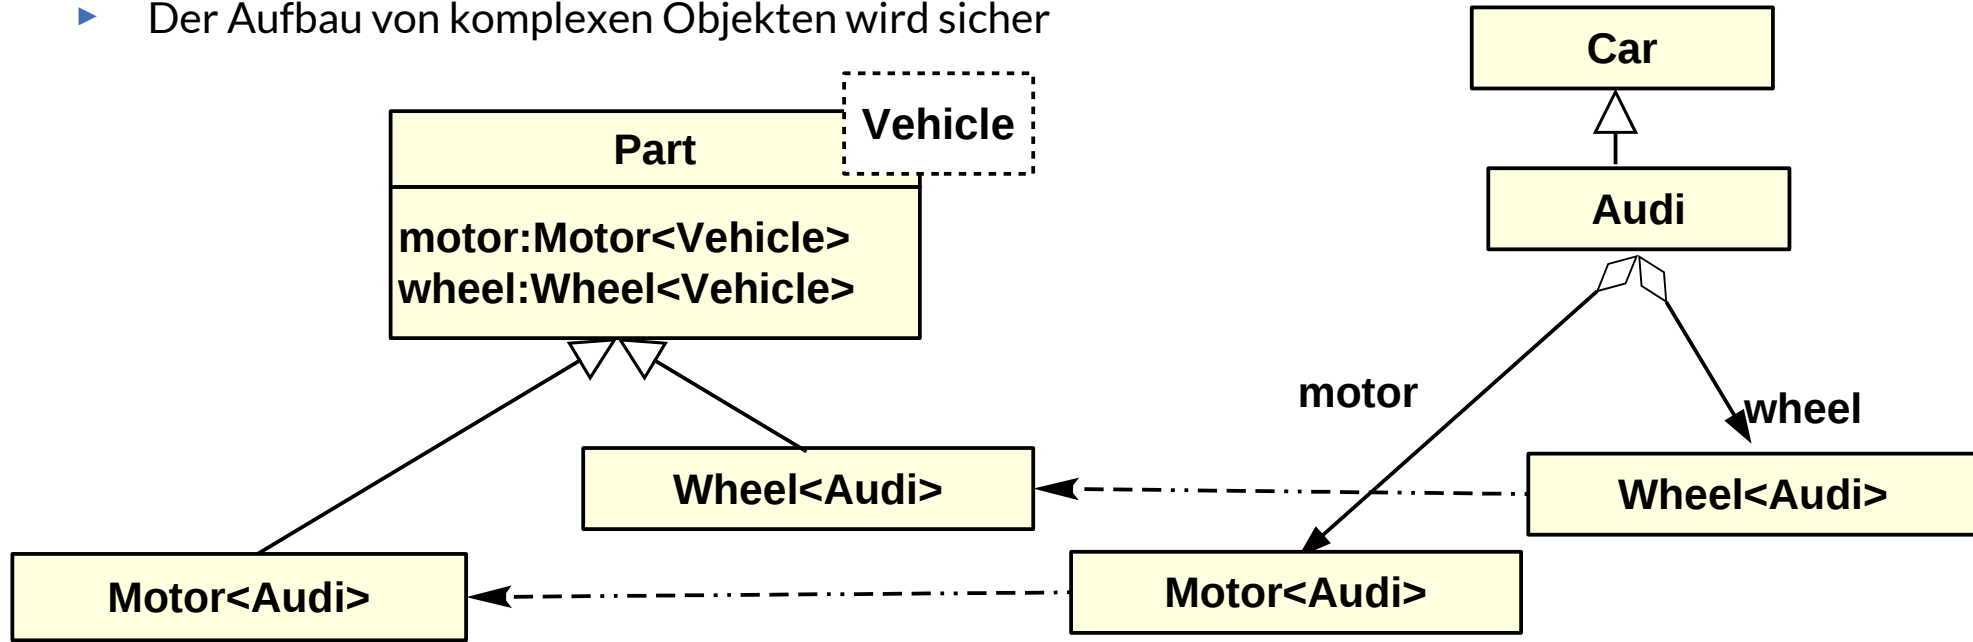 ► Der Aufbau von komplexen Objekten wird sicher
Vehicle
Part
motor:Motor<Vehicle>
wheel:Wheel<Vehicle>
Wheel<Audi>
Motor<Audi>
Car
Audi
motor
wheel
Wheel<Audi>
Motor<Audi>